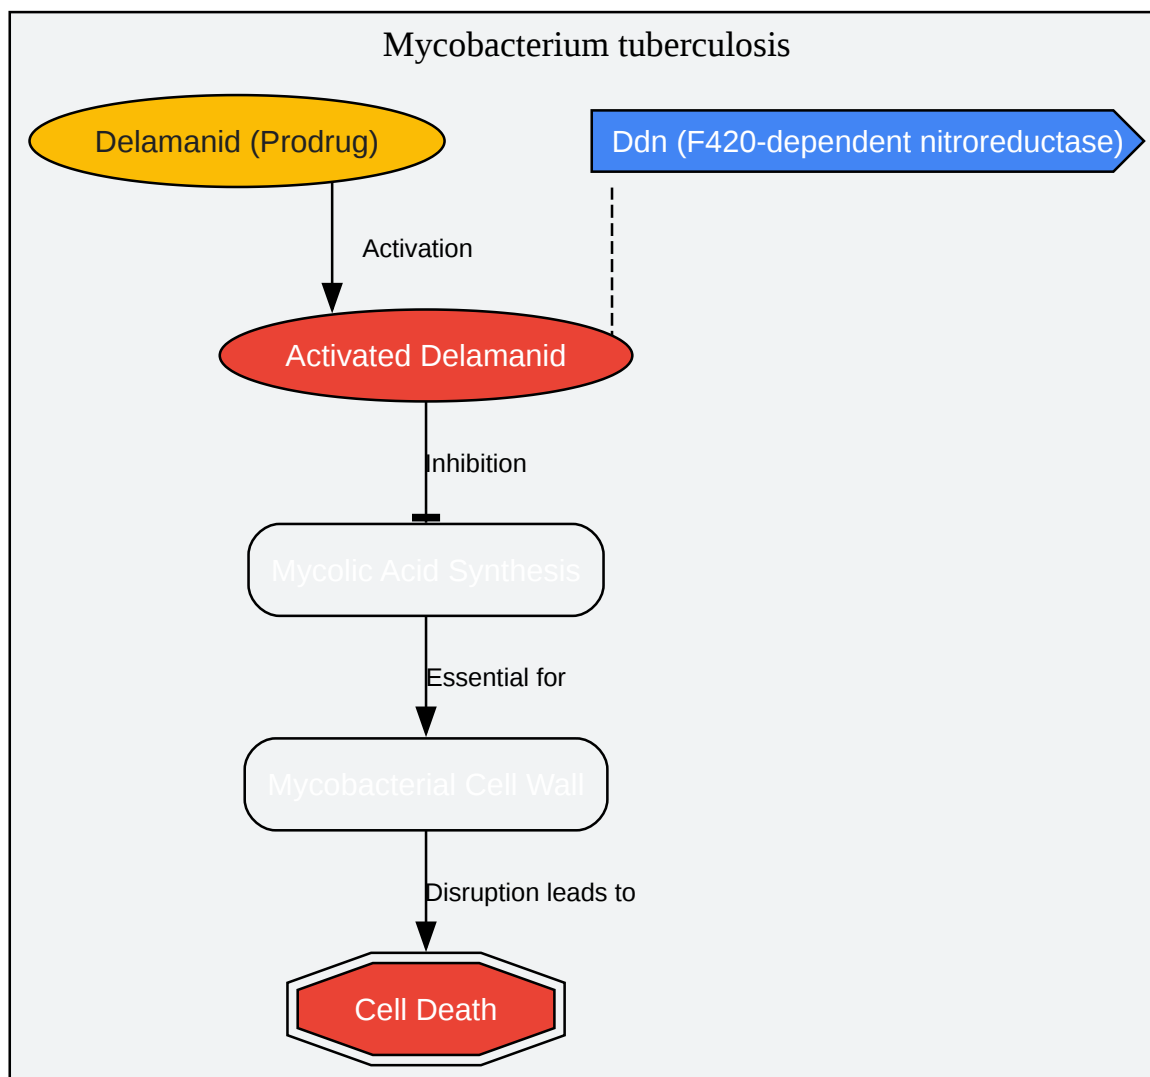 Mycobacterium tuberculosis
Delamanid (Prodrug)
Ddn (F420-dependent nitroreductase)
Activation
Activated Delamanid
Inhibition
Mycolic Acid Synthesis
Essential for
Mycobacterial Cell Wall
Disruption leads to
Cell Death